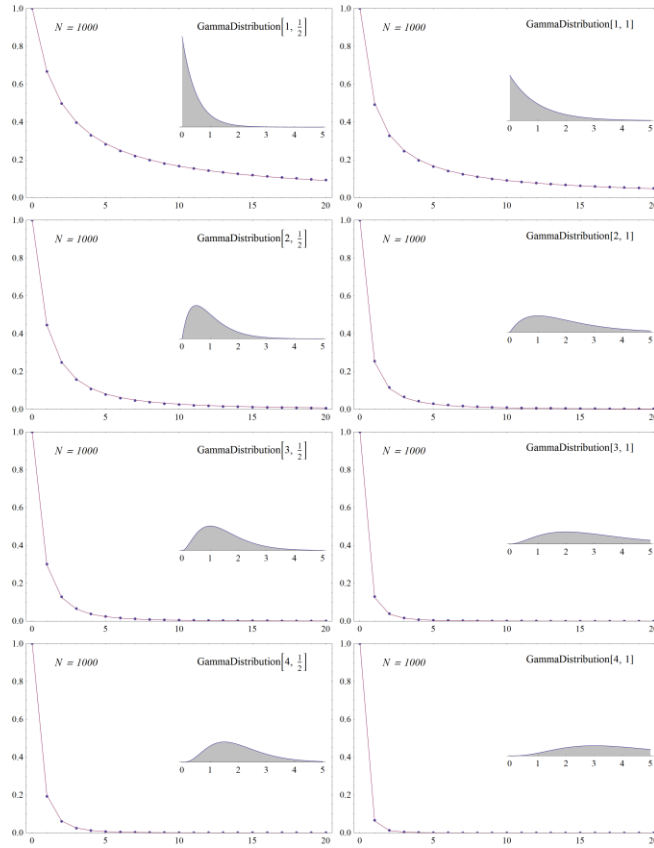 1.0
N = 1000
GammaDistribution[1, 1/2]
0.8
0.6
0.4
0 1 2 3 4 5
0.2
0.0
0 5 10 15 20
1.0
N = 1000
GammaDistribution[1, 1]
0.8
0.6
0.4
0 1 2 3 4 5
0.2
0.0
0 5 10 15 20
1.0
N = 1000
GammaDistribution[2, 1/2]
0.8
0.6
0.4
0 1 2 3 4 5
0.2
0.0
0 5 10 15 20
1.0
N = 1000
GammaDistribution[2, 1]
0.8
0.6
0.4
0 1 2 3 4 5
0.2
0.0
0 5 10 15 20
1.0
N = 1000
GammaDistribution[3, 1/2]
0.8
0.6
0.4
0 1 2 3 4 5
0.2
0.0
0 5 10 15 20
1.0
N = 1000
GammaDistribution[3, 1]
0.8
0.6
0.4
0 1 2 3 4 5
0.2
0.0
0 5 10 15 20
1.0
N = 1000
GammaDistribution[4, 1/2]
0.8
0.6
0.4
0 1 2 3 4 5
0.2
0.0
0 5 10 15 20
1.0
N = 1000
GammaDistribution[4, 1]
0.8
0.6
0.4
0 1 2 3 4 5
0.2
0.0
0 5 10 15 20